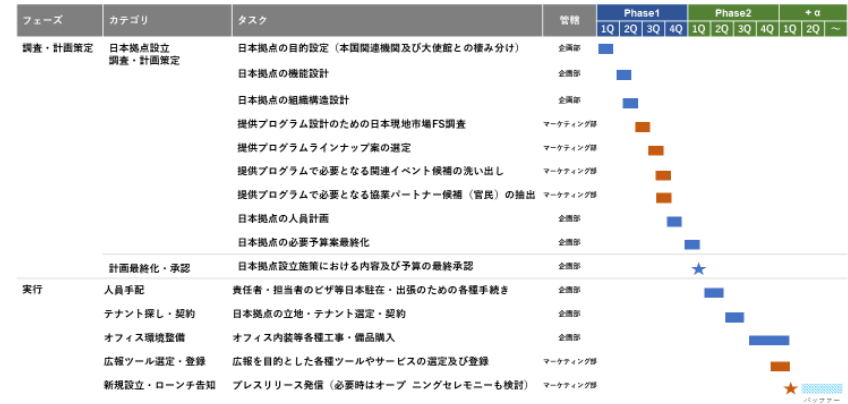 フェーズ カテゴリ タスク 管轄 Phase1 Phase2 +α
1Q 2Q 3Q 4Q 1Q 2Q 3Q 4Q 1Q 2Q ～
調査・計画策定 日本拠点設立 日本拠点の目的設定（本国関連機関及び大使館との棲み分け） 企画部
調査・計画策定
日本拠点の機能設計 企画部
日本拠点の組織構造設計 企画部
提供プログラム設計のための日本現地市場FS調査 マーケティング部
提供プログラムラインナップ案の選定 マーケティング部
提供プログラムで必要となる関連イベント候補の洗い出し マーケティング部
提供プログラムで必要となる協業パートナー候補（官民）の抽出 マーケティング部
日本拠点の人員計画 企画部
日本拠点の必要予算案最終化 企画部
計画最終化・承認 日本拠点設立施策における内容及び予算の最終承認 企画部
実行 人員手配 責任者・担当者のビザ等日本駐在・出張のための各種手続き 企画部
テナント探し・契約 日本拠点の立地・テナント選定・契約 企画部
オフィス環境整備 オフィス内装等各種工事・備品購入 企画部
広報ツール選定・登録 広報を目的とした各種ツールやサービスの選定及び登録 マーケティング部
新規設立・ローンチ告知 プレスリリース発信（必要時はオープ ニングセレモニーも検討） マーケティング部
バッファー